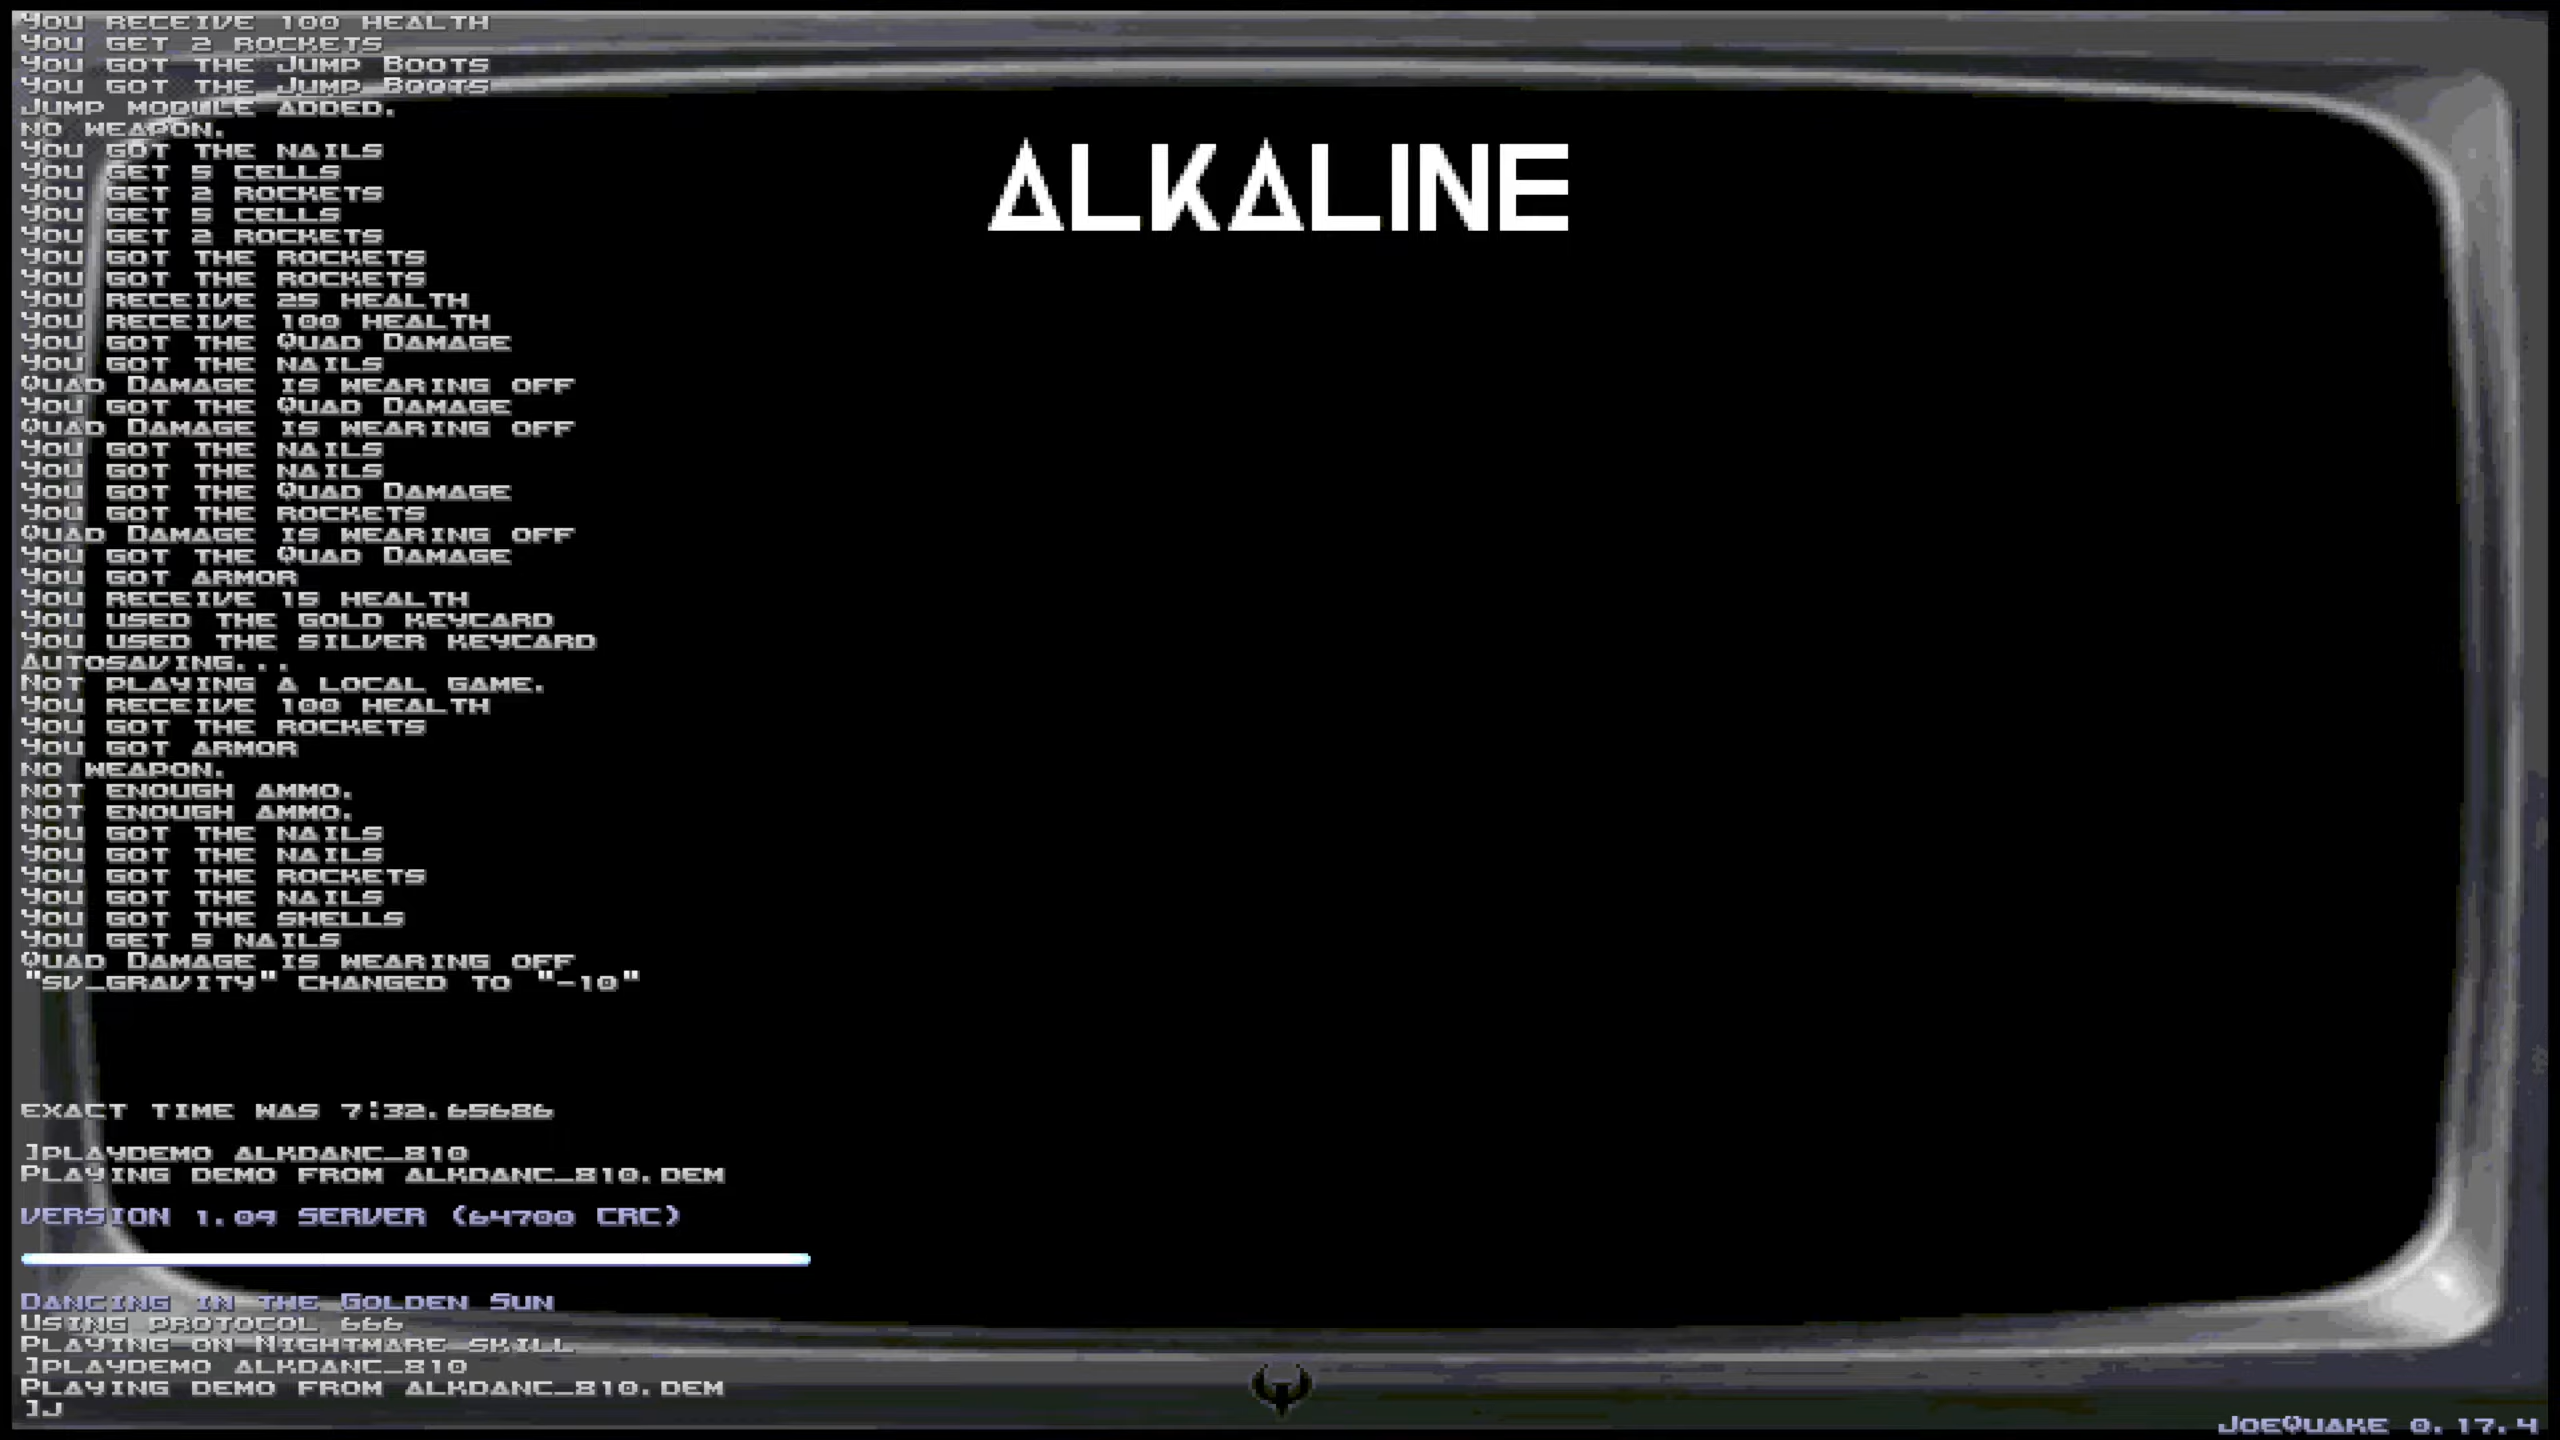 You receive 100 health
You get 2 rockets
You got the Jump Boots
You got the Jump Boots
Jump module added.
no weapon.
You got the nails
You get 5 cells
You get 2 rockets
You get 5 cells
You get 2 rockets
You got the rockets
You got the rockets
You receive 25 health
You receive 100 health
You got the Quad Damage
You got the nails
Quad Damage is wearing off
You got the Quad Damage
Quad Damage is wearing off
You got the nails
You got the nails
You got the Quad Damage
You got the rockets
Quad Damage is wearing off
You got the Quad Damage
You got armor
You receive 15 health
You used the gold keycard
You used the silver keycard
Autosaving...
Not playing a local game.
You receive 100 health
You got the rockets
You got armor
no weapon.
not enough ammo.
not enough ammo.
You got the nails
You got the nails
You got the rockets
You got the nails
You got the shells
You get 5 nails
Quad Damage is wearing off
"sv_gravity" changed to "-10"
exact time was 7:32.65686
]playdemo alkdanc_810
Playing demo from alkdanc_810.dem
VERSION 1.09 SERVER (64700 CRC)
Dancing in the Golden Sun
Using protocol 666
Playing on Nightmare skill
]playdemo alkdanc_810
Playing demo from alkdanc_810.dem
]
ALKALINE
JoeQuake 0.17.4